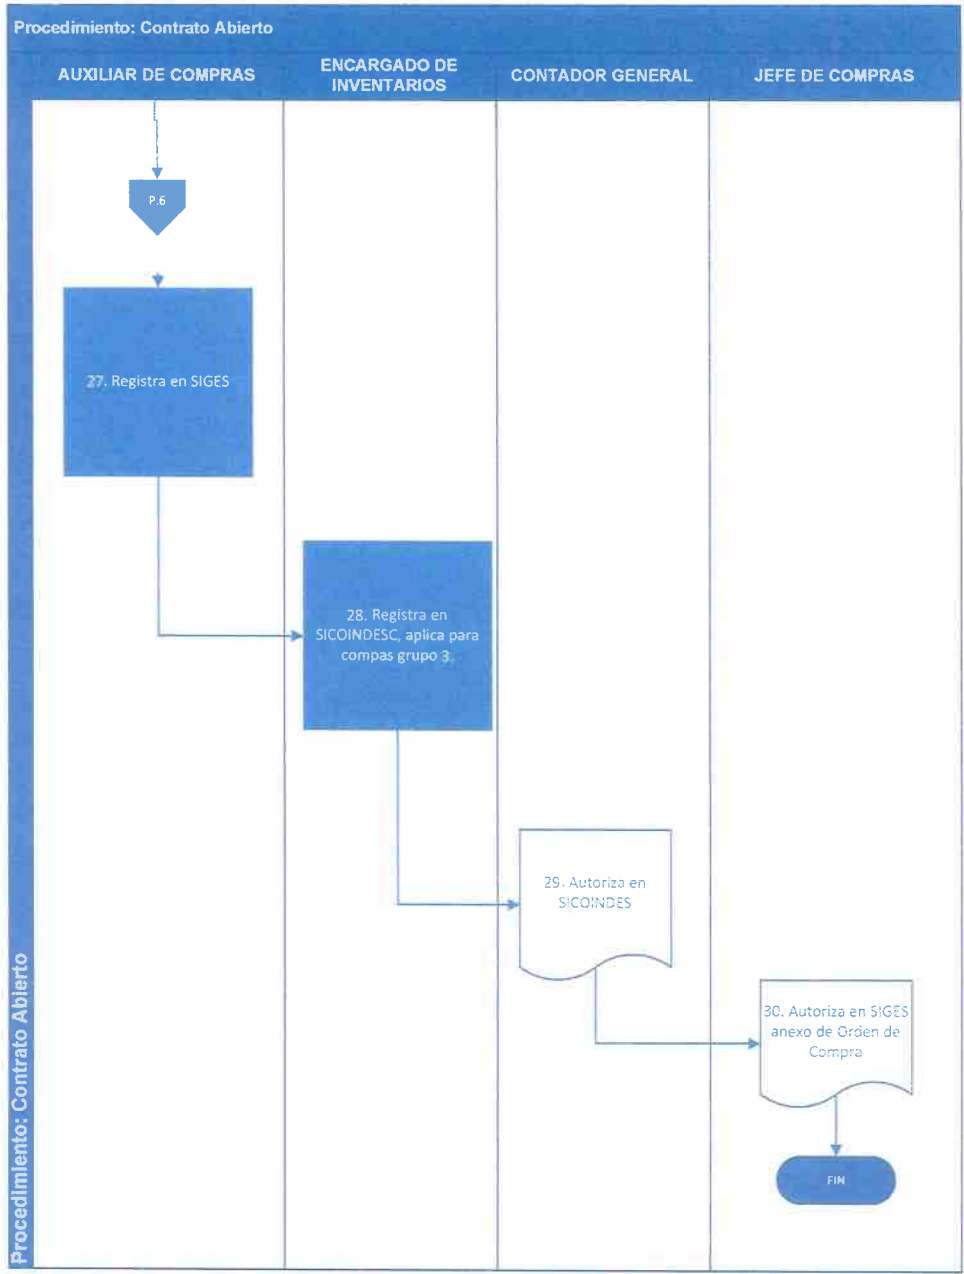 Procedimiento: Contrato Abierto
AUXILIAR DE COMPRAS
ENCARGADO DE
INVENTARIOS
CONTADOR GENERAL
JEFE DE COMPRAS
P.6
27. Registra en SIGES
28. Registra en
SICOINDESC, aplica para
compas grupo 3.
29. Autoriza en
SICOINDES
30. Autoriza en SIGES
anexo de Orden de
Compra
FIN
Procedimiento: Contrato Abierto